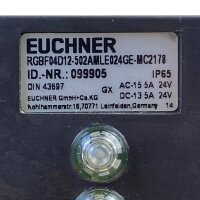 EUCHNER
RGBF04D12-502AMLE024GE-MC2178
ID.-NR.: 099905 IP65
DIN 43697 GX AC-15 5A 24V
DC-13 5A 24V
EUCHNER GmbH+Co.KG
Kohlhammerstr.16,70771 Leinfelden,Germany 14